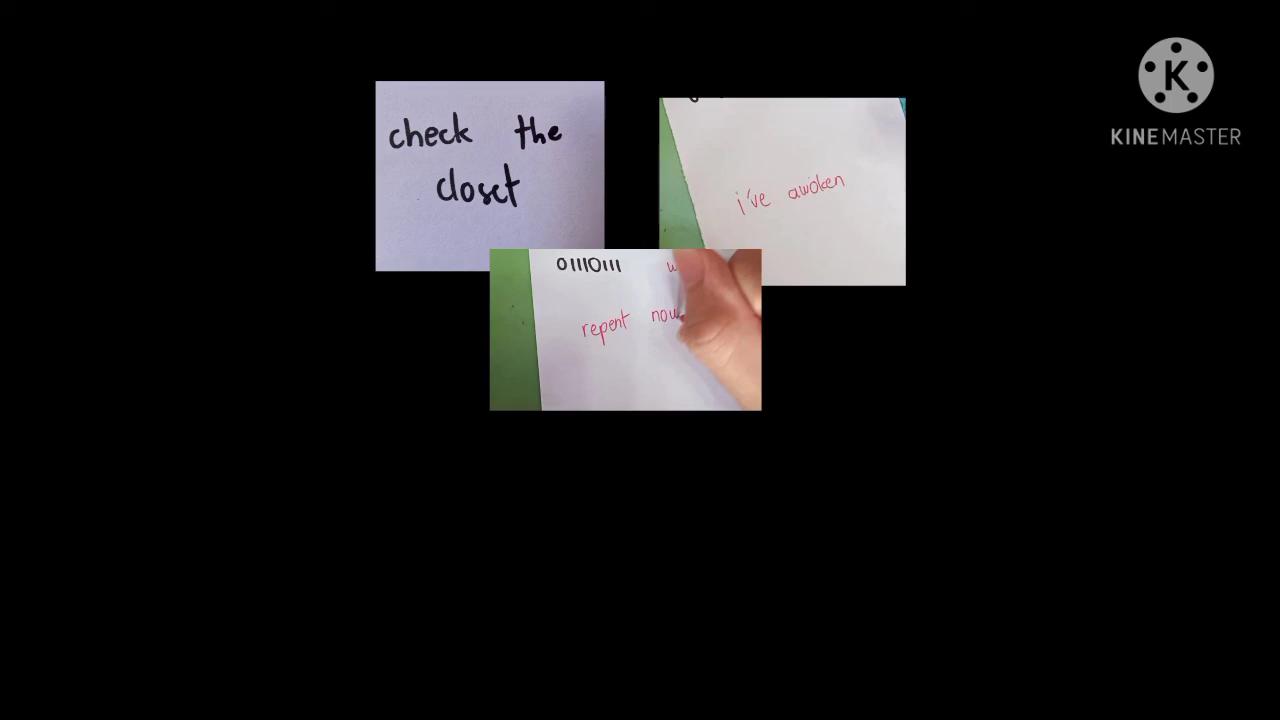 check the
closet
i've awoken
01110111 w
repent now
KINEMASTER